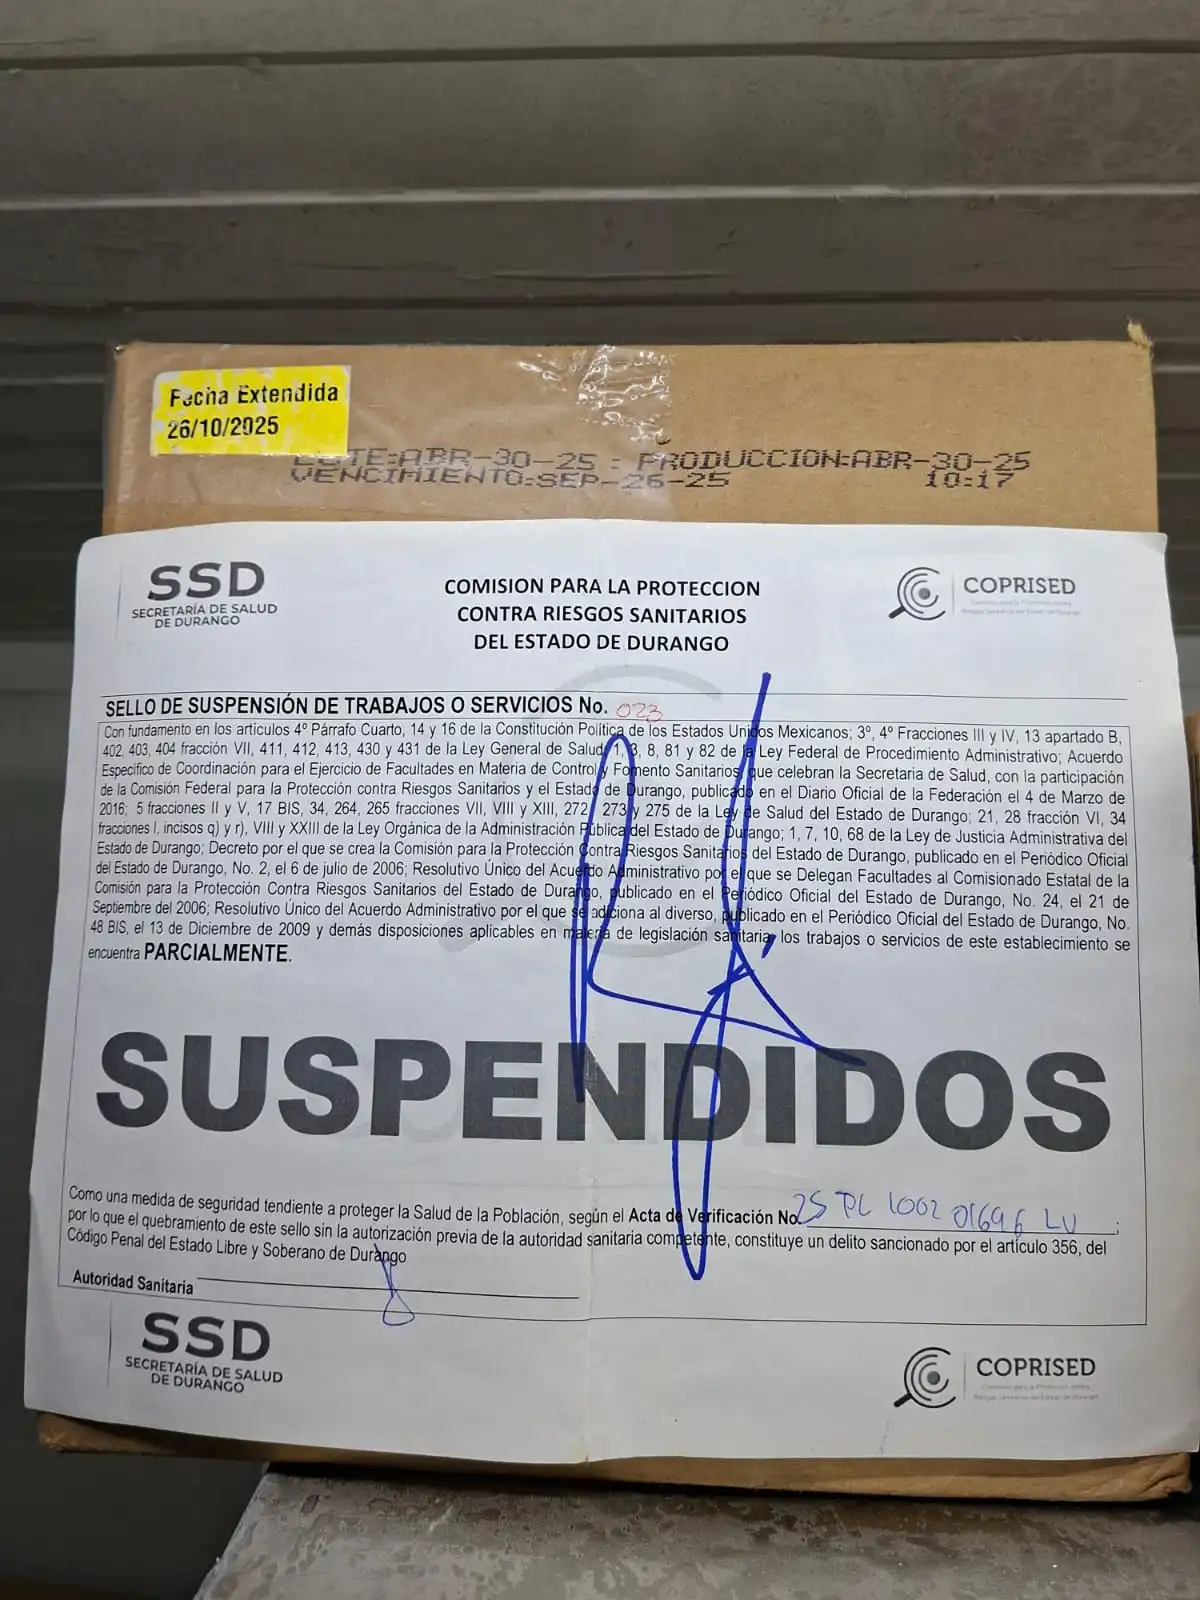 Fecha Extendida
26/10/2025
LOTE:ABR-30-25 : PRODUCCION:ABR-30-25
VENCIMIENTO:SEP-26-25 10:17
SSD
SECRETARÍA DE SALUD
DE DURANGO
COMISION PARA LA PROTECCION
CONTRA RIESGOS SANITARIOS
DEL ESTADO DE DURANGO
COPRISED
SELLO DE SUSPENSIÓN DE TRABAJOS O SERVICIOS No. 023
Con fundamento en los artículos 4º Párrafo Cuarto, 14 y 16 de la Constitución Política de los Estados Unidos Mexicanos; 3º, 4º Fracciones III y IV, 13 apartado B,
402, 403, 404 fracción VII, 411, 412, 413, 430 y 431 de la Ley General de Salud, 1, 3, 8, 81 y 82 de la Ley Federal de Procedimiento Administrativo; Acuerdo
Específico de Coordinación para el Ejercicio de Facultades en Materia de Control y Fomento Sanitarios, que celebran la Secretaria de Salud, con la participación
de la Comisión Federal para la Protección contra Riesgos Sanitarios y el Estado de Durango, publicado en el Diario Oficial de la Federación el 4 de Marzo de
2016; 5 fracciones II y V, 17 BIS, 34, 264, 265 fracciones VII, VIII y XIII, 272, 273 y 275 de la Ley de Salud del Estado de Durango; 21, 28 fracción VI, 34
fracciones I, incisos q) y r), VIII y XXIII de la Ley Orgánica de la Administración Pública del Estado de Durango; 1, 7, 10, 68 de la Ley de Justicia Administrativa del
Estado de Durango; Decreto por el que se crea la Comisión para la Protección Contra Riesgos Sanitarios del Estado de Durango, publicado en el Periódico Oficial
del Estado de Durango, No. 2, el 6 de julio de 2006; Resolutivo Único del Acuerdo Administrativo por el que se Delegan Facultades al Comisionado Estatal de la
Comisión para la Protección Contra Riesgos Sanitarios del Estado de Durango, publicado en el Periódico Oficial del Estado de Durango, No. 24, el 21 de
Septiembre del 2006; Resolutivo Único del Acuerdo Administrativo por el que se adiciona al diverso, publicado en el Periódico Oficial del Estado de Durango, No.
48 BIS, el 13 de Diciembre de 2009 y demás disposiciones aplicables en materia de legislación sanitaria, los trabajos o servicios de este establecimiento se
encuentra PARCIALMENTE.
SUSPENDIDOS
Como una medida de seguridad tendiente a proteger la Salud de la Población, según el Acta de Verificación No. 25 PL 1002 01696 LU;
por lo que el quebramiento de este sello sin la autorización previa de la autoridad sanitaria competente, constituye un delito sancionado por el artículo 356, del
Código Penal del Estado Libre y Soberano de Durango
Autoridad Sanitaria
SSD
SECRETARÍA DE SALUD
DE DURANGO
COPRISED